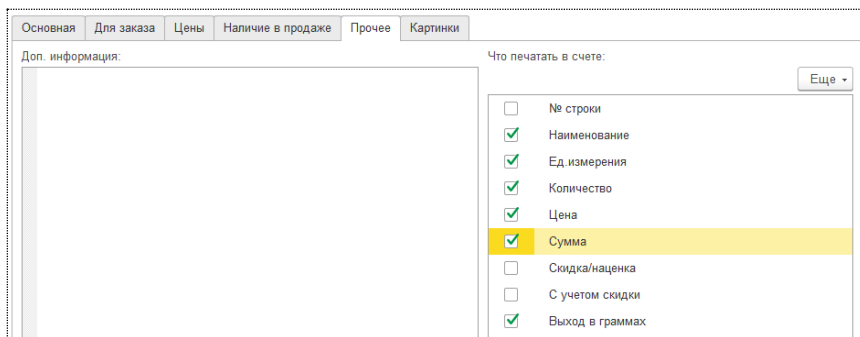 Основная Для заказа Цены Наличие в продаже Прочее Картинки
Доп. информация:
Что печатать в счете:
Еще
№ строки
Наименование
Ед.измерения
Количество
Цена
Сумма
Скидка/наценка
С учетом скидки
Выход в граммах